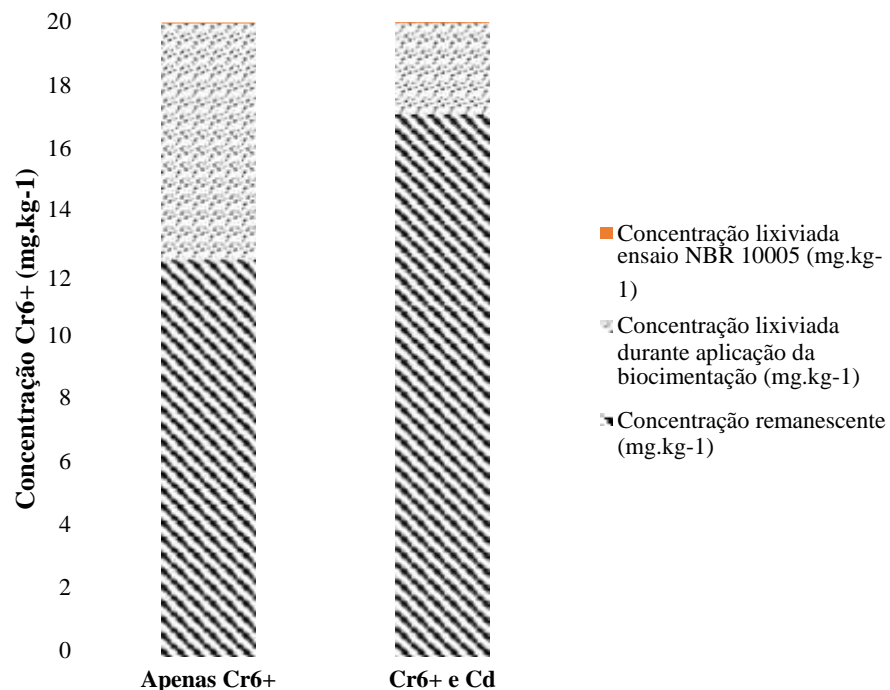 20
18
16
14
12
10
8
6
4
2
0
Concentração Cr6+ (mg.kg-1)
Apenas Cr6+
Cr6+ e Cd
Concentração lixiviada
ensaio NBR 10005 (mg.kg-
1)
Concentração lixiviada
durante aplicação da
biocimentação (mg.kg-1)
Concentração remanescente
(mg.kg-1)